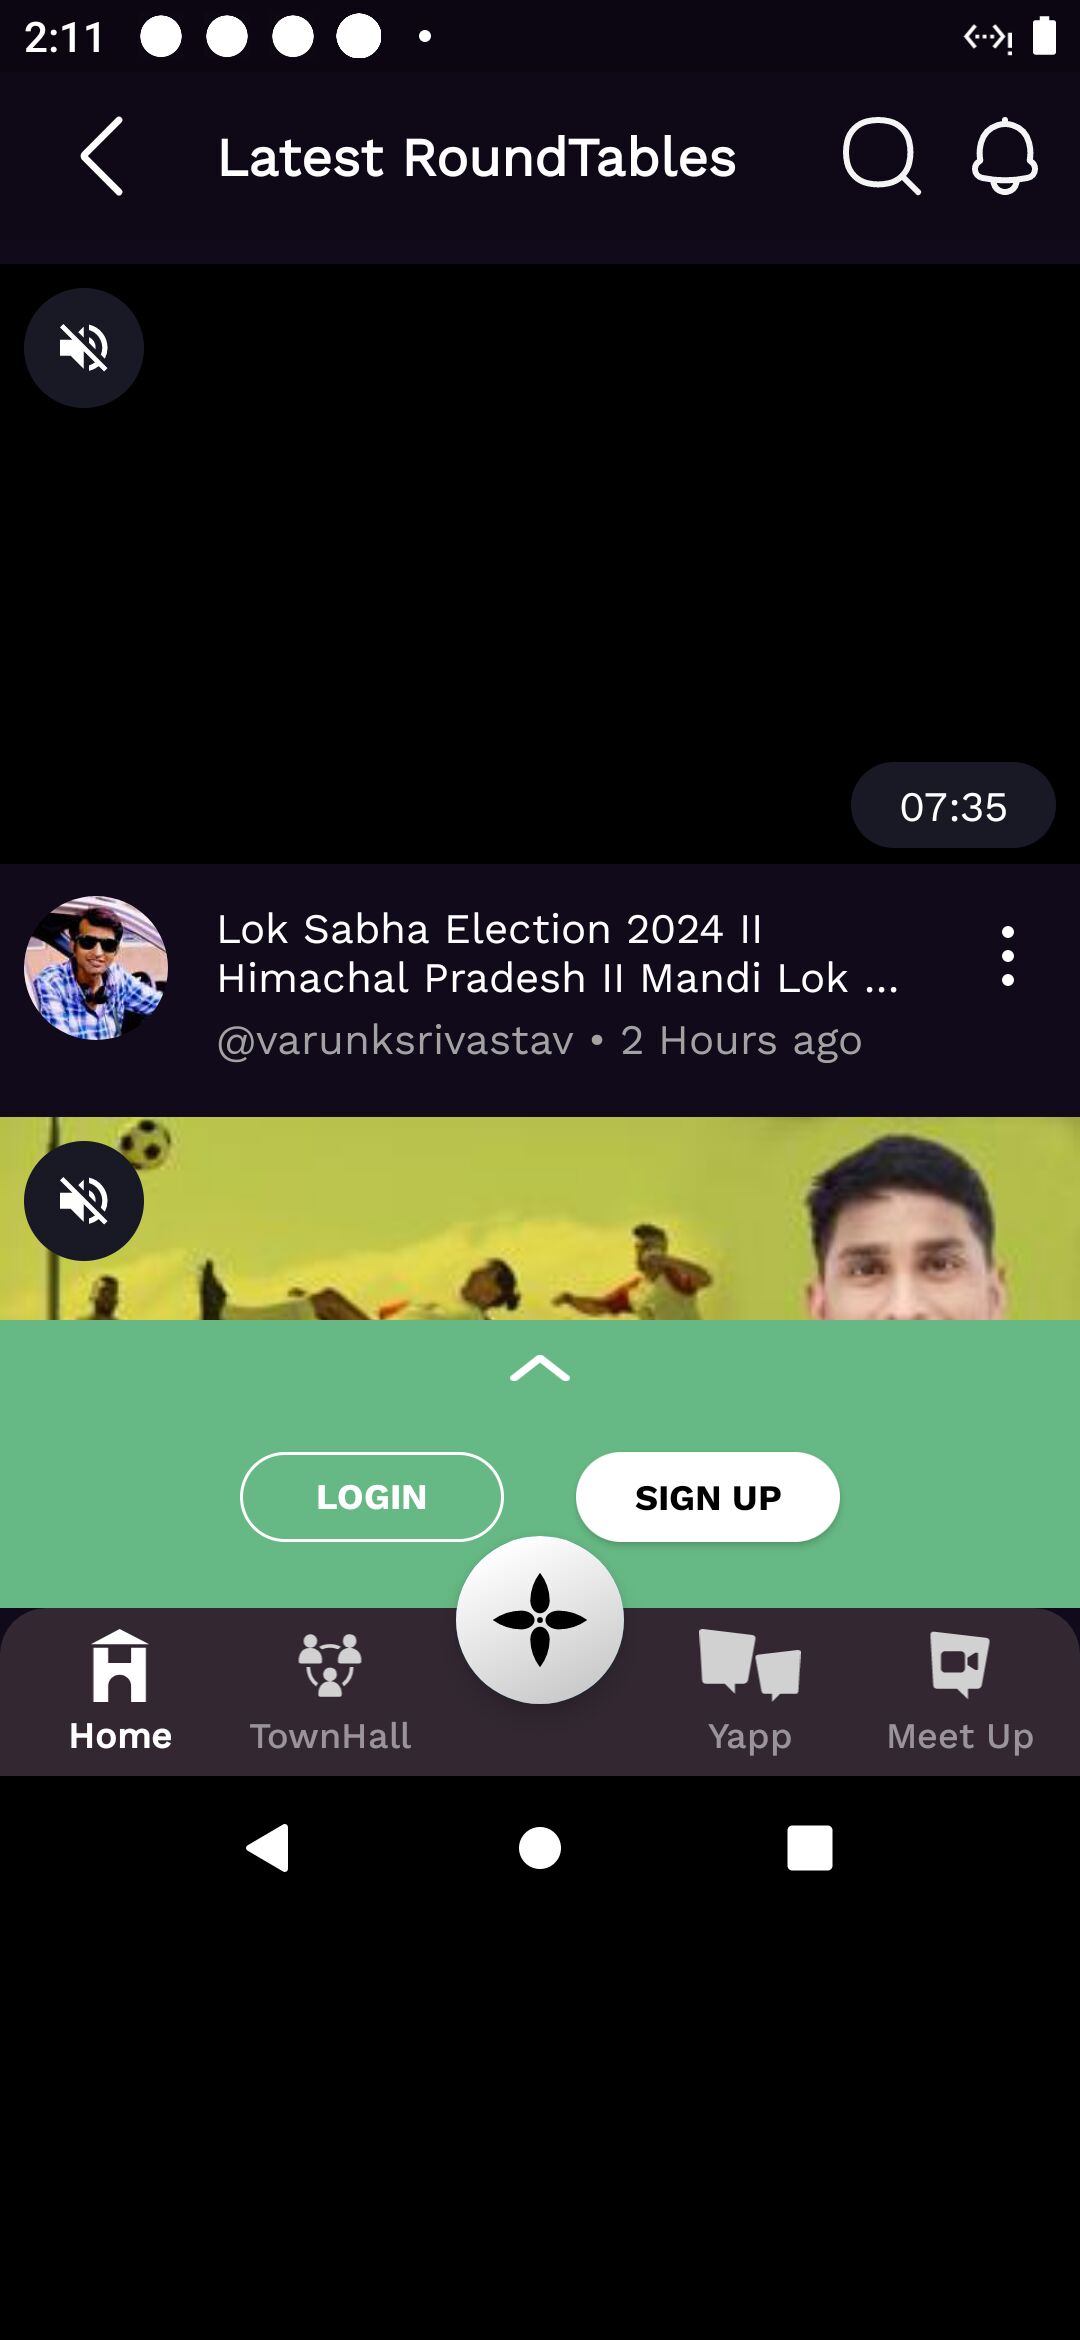 2:11
Latest RoundTables
07:35
Lok Sabha Election 2024 II
Himachal Pradesh II Mandi Lok ...
@varunksrivastav • 2 Hours ago
LOGIN
SIGN UP
Home
TownHall
Yapp
Meet Up